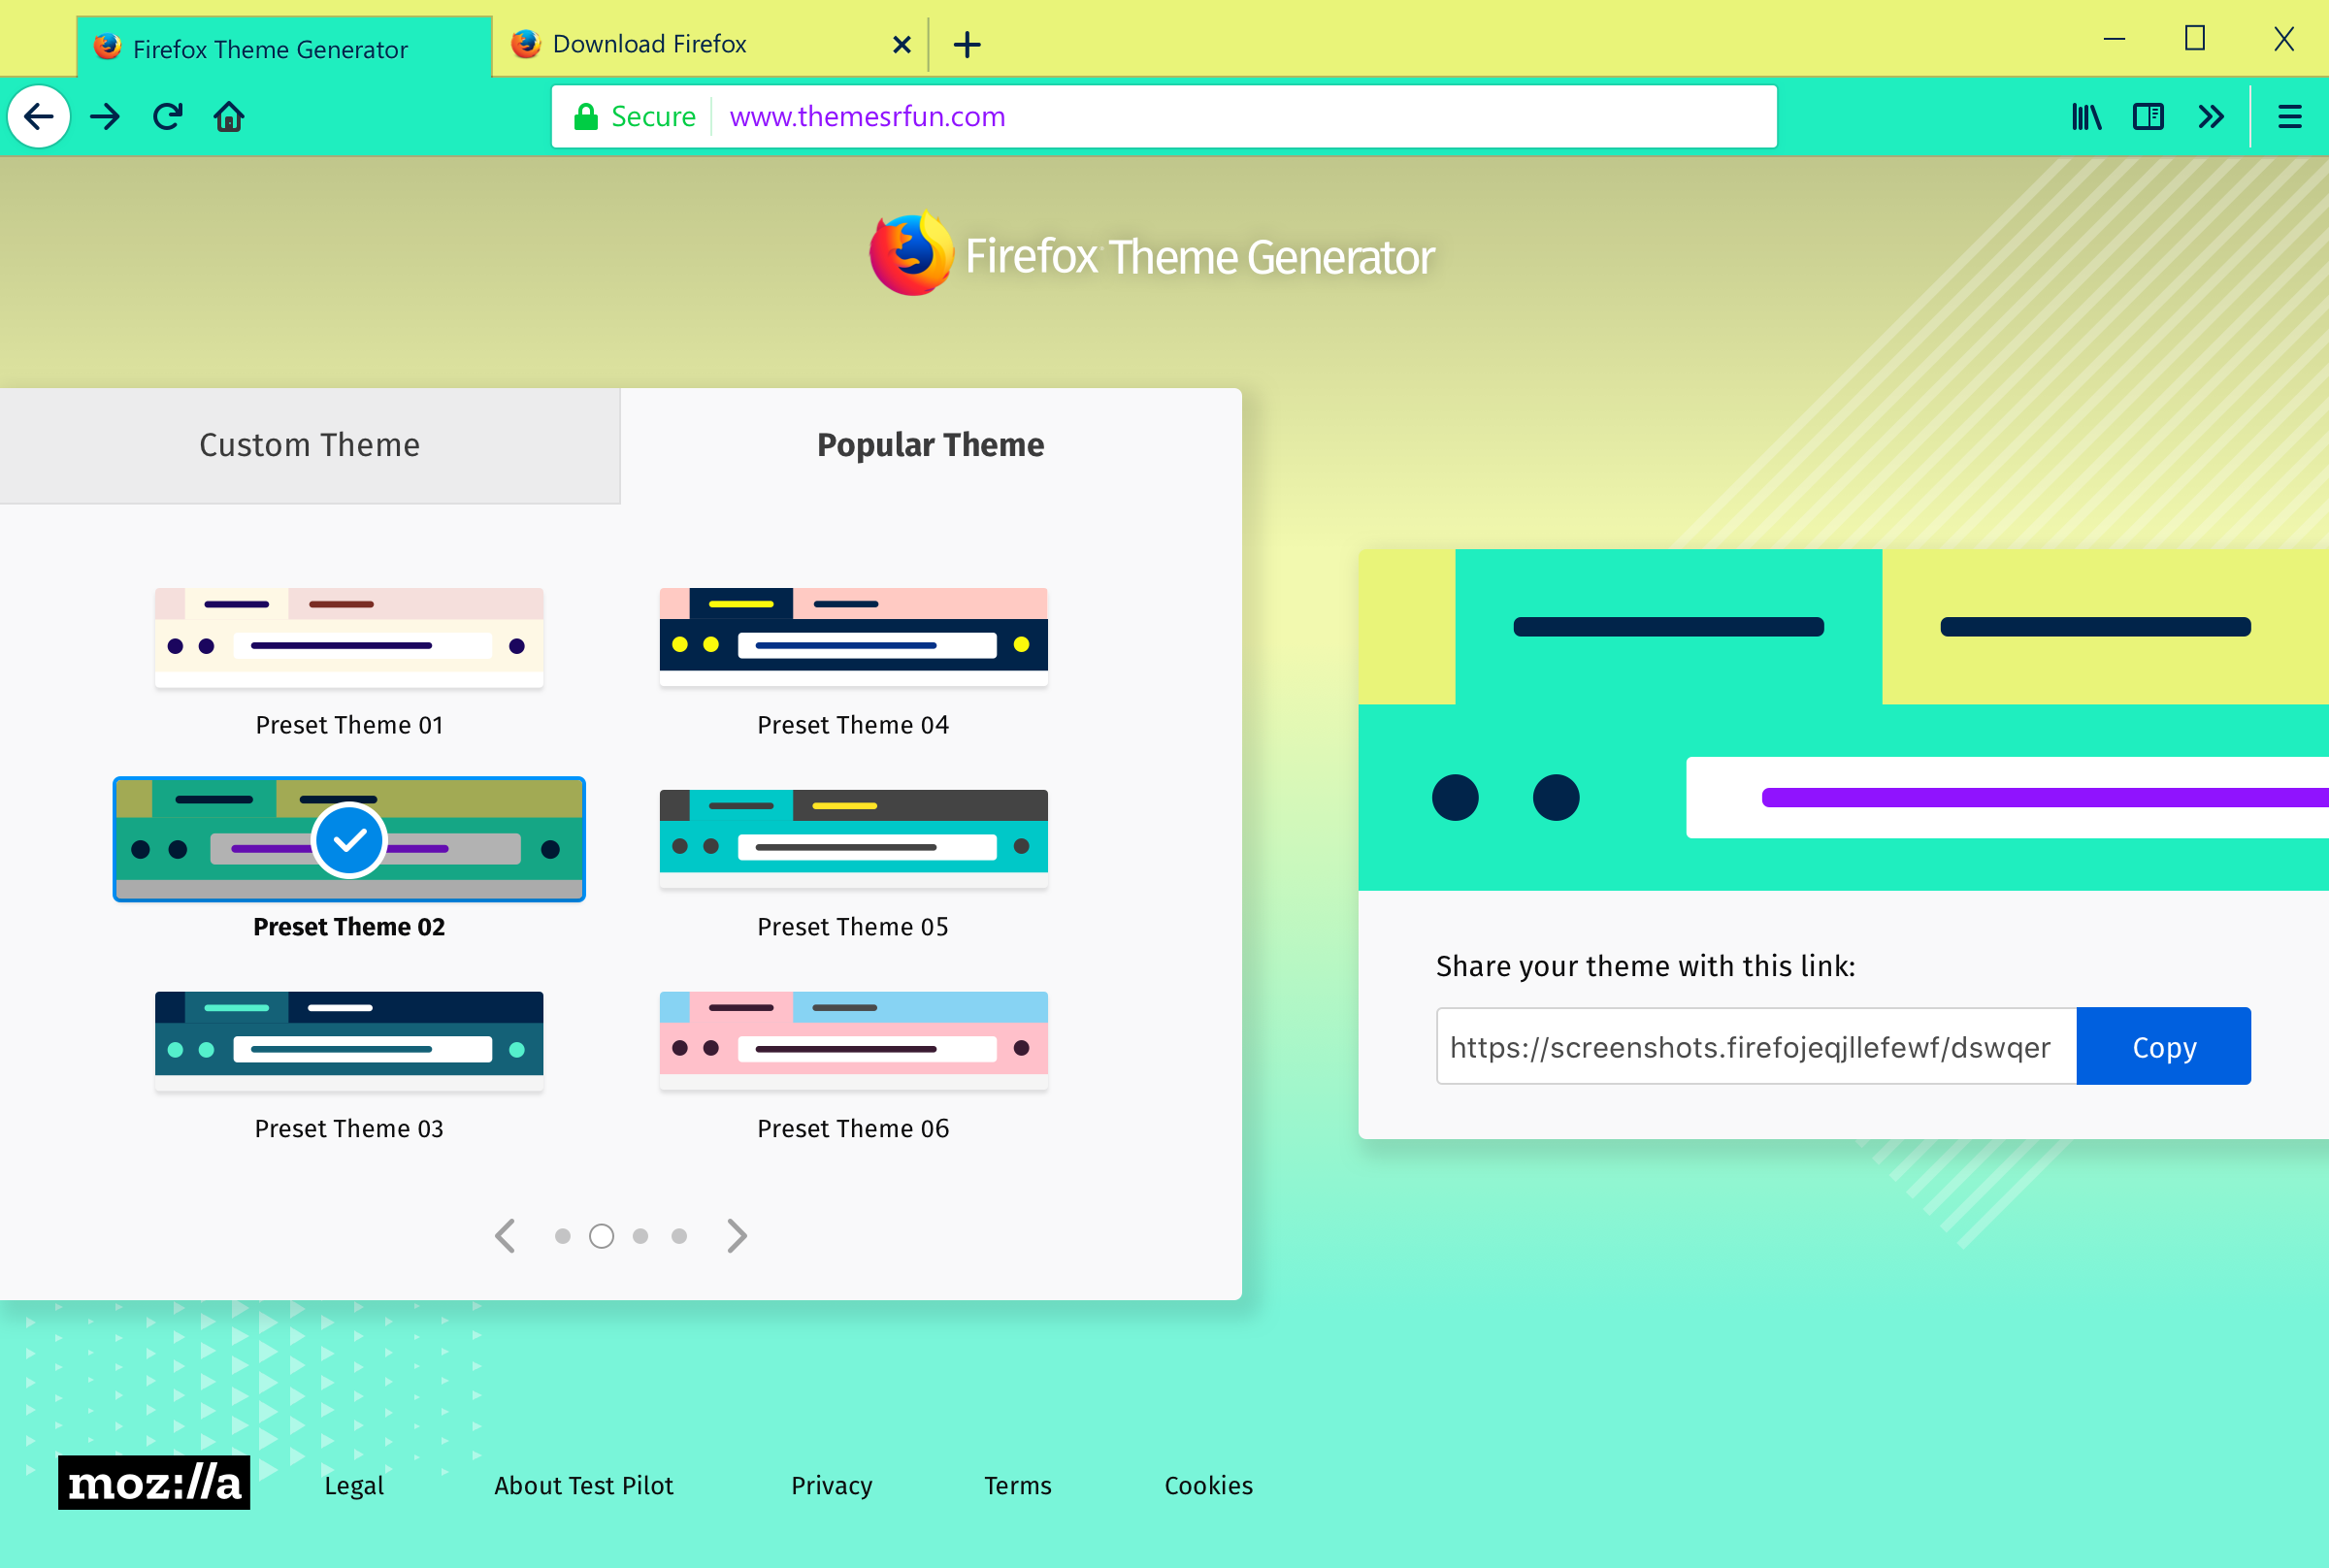 Firefox Theme Generator
Download Firefox
Secure
www.themesrfun.com
Firefox Theme Generator
Custom Theme
Popular Theme
Preset Theme 01
Preset Theme 04
Preset Theme 02
Preset Theme 05
Preset Theme 03
Preset Theme 06
Share your theme with this link:
https://screenshots.firefojeqjllefewf/dswqer
Copy
moz://a
Legal
About Test Pilot
Privacy
Terms
Cookies